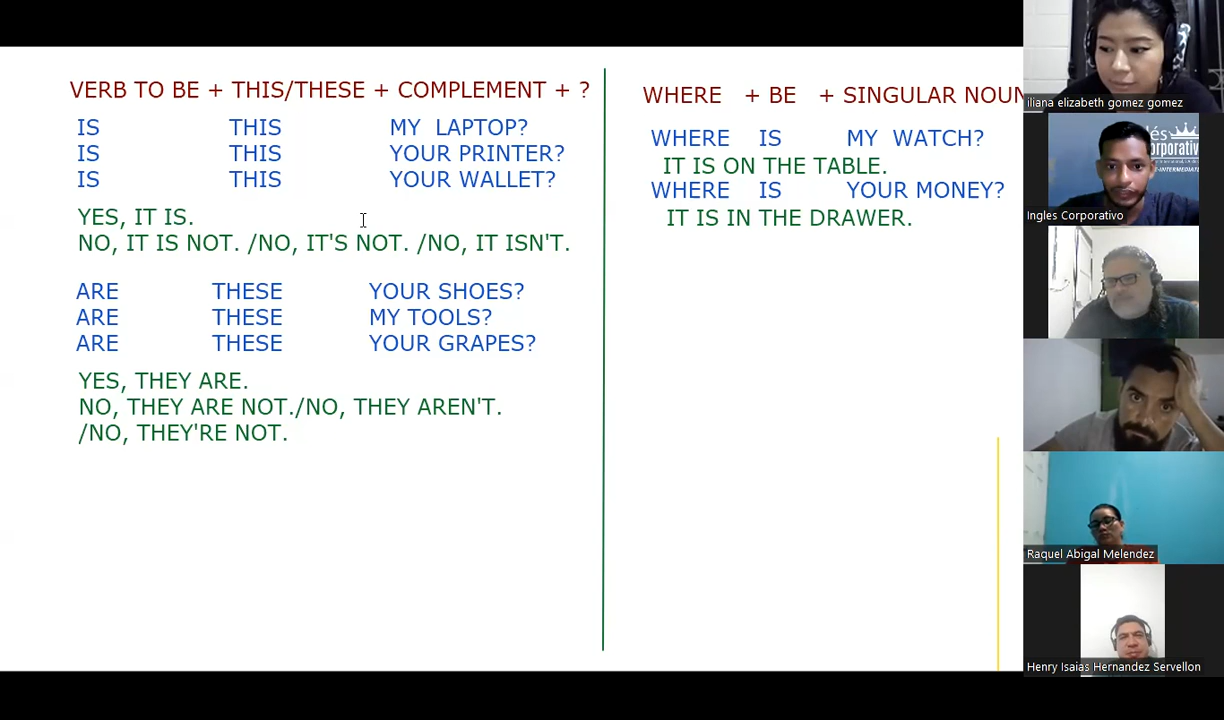 VERB TO BE + THIS/THESE + COMPLEMENT + ?
IS THIS MY LAPTOP?
IS THIS YOUR PRINTER?
IS THIS YOUR WALLET?
YES, IT IS.
NO, IT IS NOT. /NO, IT'S NOT. /NO, IT ISN'T.
ARE THESE YOUR SHOES?
ARE THESE MY TOOLS?
ARE THESE YOUR GRAPES?
YES, THEY ARE.
NO, THEY ARE NOT./NO, THEY AREN'T.
/NO, THEY'RE NOT.
WHERE + BE + SINGULAR NOUN
WHERE IS MY WATCH?
IT IS ON THE TABLE.
WHERE IS YOUR MONEY?
IT IS IN THE DRAWER.
iliana elizabeth gomez gomez
Ingles Corporativo
Raquel Abigal Melendez
Henry Isaias Hernandez Servellon